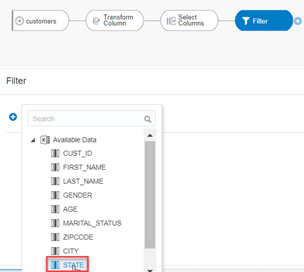 customers
Transform
Column
Select
Columns
Filter
Filter
Search
Available Data
CUST_ID
FIRST_NAME
LAST_NAME
GENDER
AGE
MARITAL_STATUS
ZIPCODE
CITY
STATE